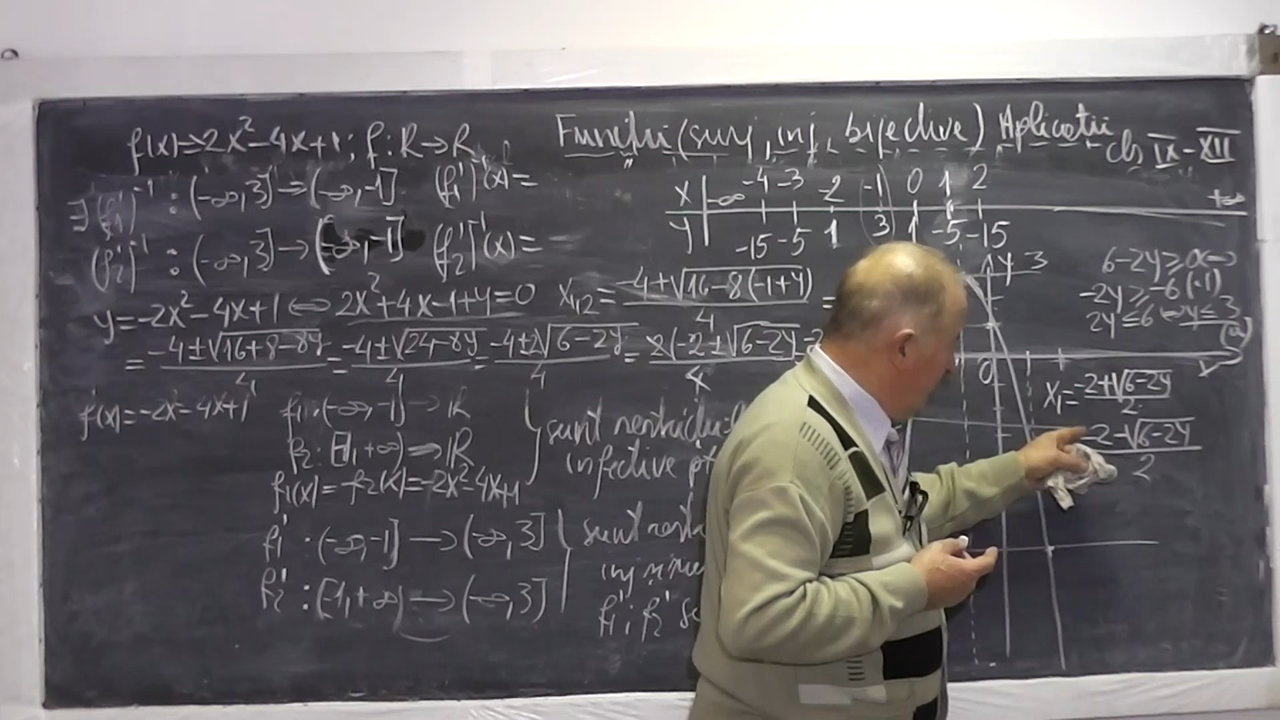 f(x)=-2x²-4x+1; f:R→R
Funcții (surj, inj, bijective) Aplicații cls IX-XII
∃(f₁')⁻¹ : (-∞,3]→(-∞,-1] (f₁')⁻¹(x)=
(f₂')⁻¹ : (-∞,3]→(-∞,-1] (f₂')⁻¹(x)=
x | -∞ -4 -3 -2 -1 0 1 2 +∞
y | -15 -5 1 3 1 -5 -15
y=-2x²-4x+1 ⇔ 2x²+4x-1+y=0 x₁₂= -4±√16-8(-1+y) / 4 =
= -4±√16+8-8y / 4 = -4±√24-8y / 4 = -4±2√6-2y / 4 = 2(-2±√6-2y / 4
f(x)=-2x²-4x+1
f₁:(-∞,-1]→R
f₂:[-1,+∞)→R
f₁(x)=f₂(x)=-2x²-4x+1
sunt
injective
f₁' : (-∞,-1]→(-∞,3]
f₂' : [-1,+∞)→(-∞,3]
sunt
f₁'; f₂'
y 3
0
6-2y≥0⇔
-2y≥-6 (-1)
2y≤6 ⇔ y≤3
x₁= -2+√6-2y / 2
-2-√6-2y / 2